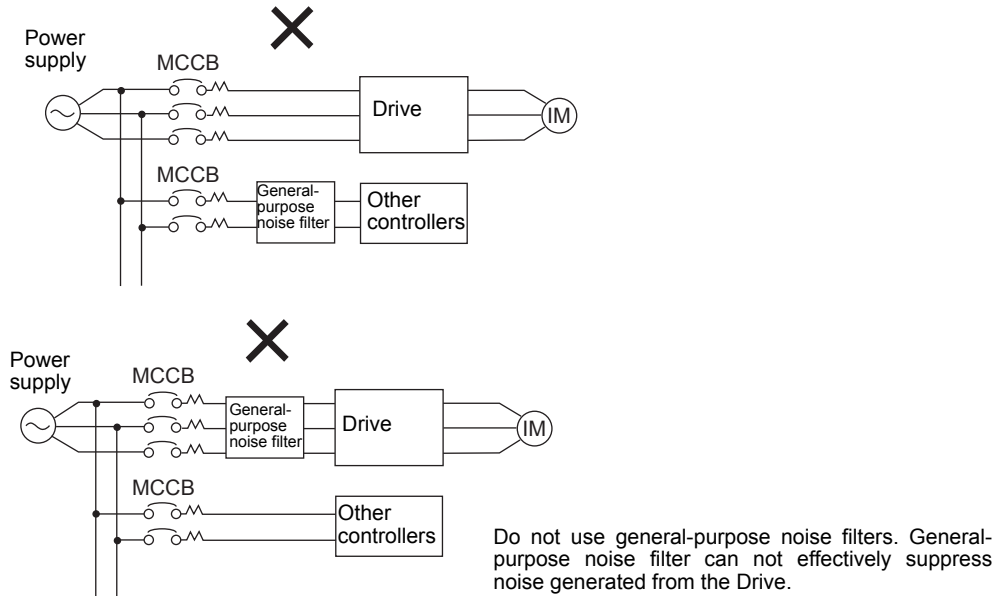 Power
supply
MCCB
Drive
IM
MCCB
General-
purpose
noise filter
Other
controllers
Power
supply
MCCB
General-
purpose
noise filter
Drive
IM
MCCB
Other
controllers
Do not use general-purpose noise filters. General-
purpose noise filter can not effectively suppress
noise generated from the Drive.